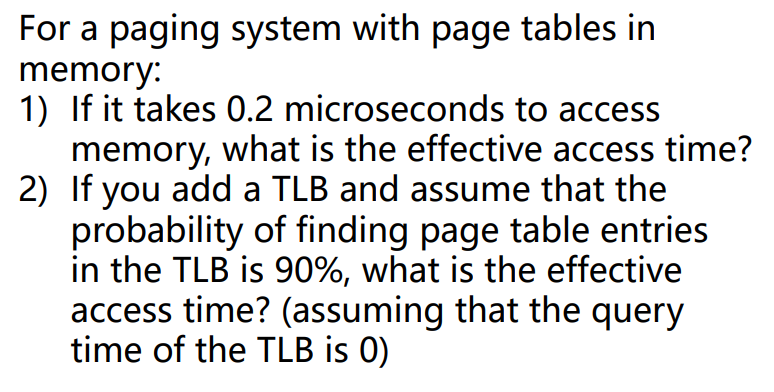 For a paging system with page tables in
memory:
1) If it takes 0.2 microseconds to access
memory, what is the effective access time?
2) If you add a TLB and assume that the
probability of finding page table entries
in the TLB is 90%, what is the effective
access time? (assuming that the query
time of the TLB is 0)